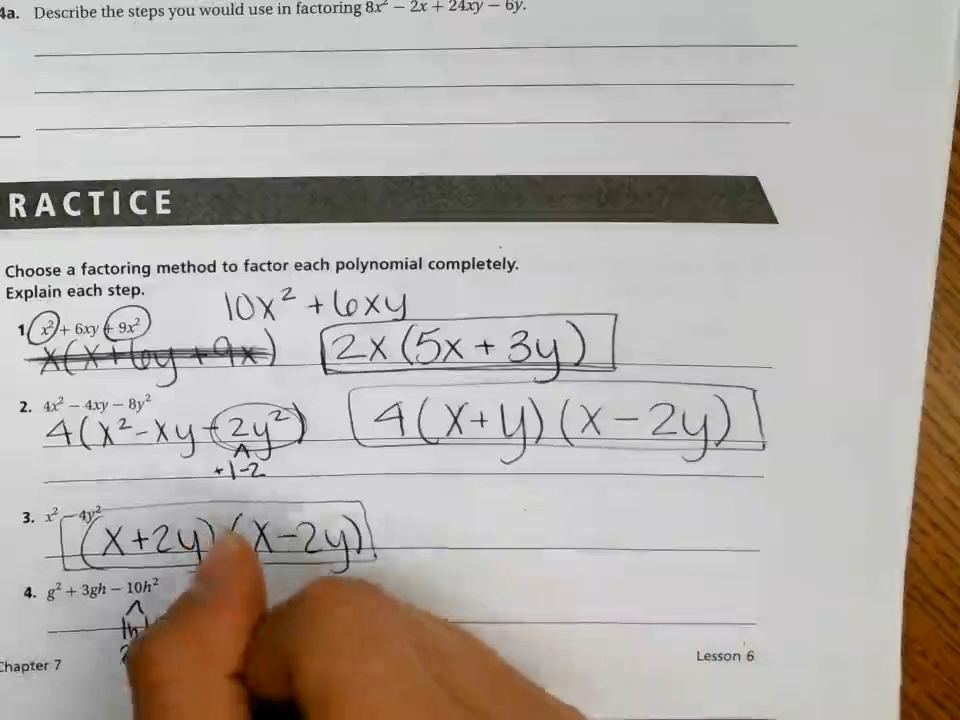 4a. Describe the steps you would use in factoring 8x² − 2x + 24xy − 6y.
RACTICE
Choose a factoring method to factor each polynomial completely.
Explain each step.
10x² + 6xy
1. x² + 6xy + 9x²
x(x+6y+9x) 2x(5x + 3y)
2. 4x² − 4xy − 8y²
4(x²-xy-2y²) 4(x+y)(x-2y)
+1-2
3. x² − 4y²
(x+2y)(x-2y)
4. g² + 3gh − 10h²
Chapter 7 Lesson 6